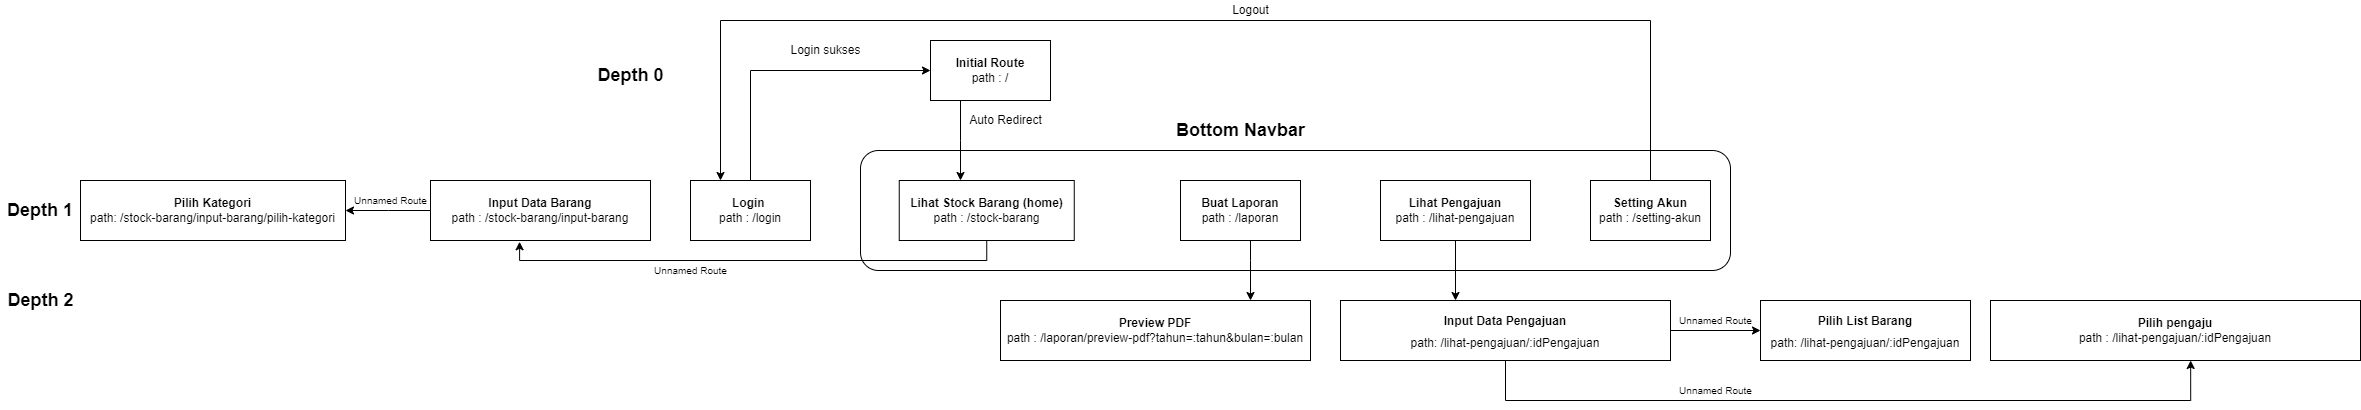 Logout
Login sukses
Depth 0
Initial Route
path : /
Auto Redirect
Bottom Navbar
Depth 1
Pilih Kategori
path: /stock-barang/input-barang/pilih-kategori
Unnamed Route
Input Data Barang
path : /stock-barang/input-barang
Login
path : /login
Lihat Stock Barang (home)
path : /stock-barang
Buat Laporan
path : /laporan
Lihat Pengajuan
path : /lihat-pengajuan
Setting Akun
path : /setting-akun
Unnamed Route
Depth 2
Preview PDF
path : /laporan/preview-pdf?tahun=:tahun&bulan=:bulan
Input Data Pengajuan
path: /lihat-pengajuan/:idPengajuan
Unnamed Route
Pilih List Barang
path: /lihat-pengajuan/:idPengajuan
Pilih pengaju
path : /lihat-pengajuan/:idPengajuan
Unnamed Route